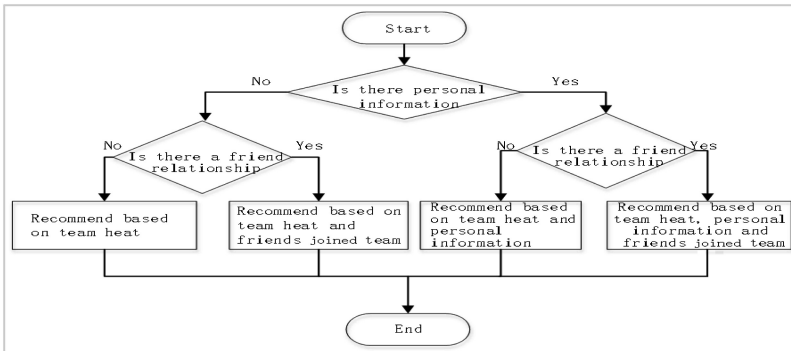 Start
No
Yes
Is there personal
information
No
Yes
No
Yes
Is there a friend
relationship
Is there a friend
relationship
Recommend based
on team heat
Recommend based on
team heat and
friends joined team
Recommend based
on team heat and
personal
information
Recommend based on
team heat, personal
information and
friends joined team
End